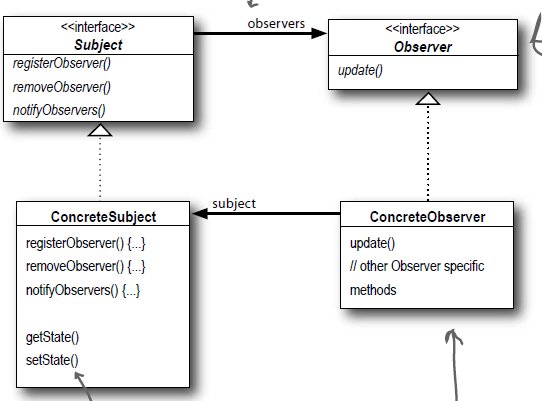 <<interface>>
Subject
registerObserver()
removeObserver()
notifyObservers()
observers
<<interface>>
Observer
update()
ConcreteSubject
registerObserver() {...}
removeObserver() {...}
notifyObservers() {...}
getState()
setState()
subject
ConcreteObserver
update()
// other Observer specific
methods